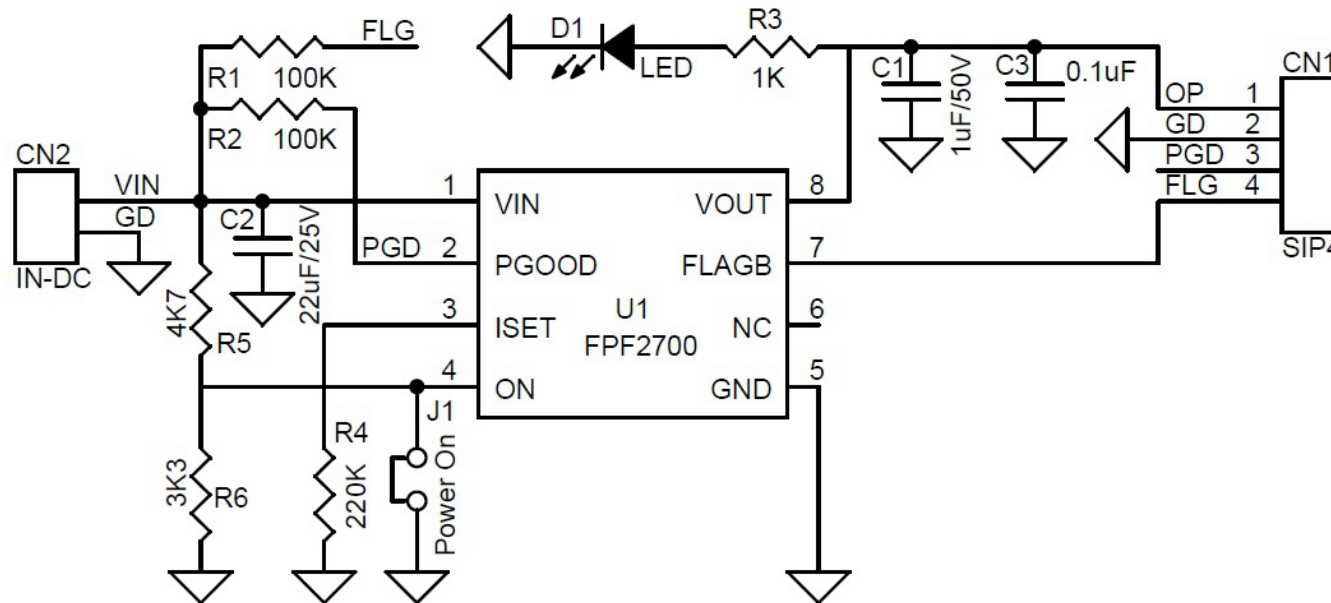 FLG
R1
100K
R2
100K
D1
LED
R3
1K
C1
1uF/50V
C3
0.1uF
CN1
OP 1
GD 2
PGD 3
FLG 4
SIP4
CN2
VIN
GD
IN-DC
C2
22uF/25V
PGD
1
2
3
4
VIN
PGOOD
ISET
ON
U1
FPF2700
VOUT
FLAGB
NC
GND
8
7
6
5
4K7
R5
3K3
R6
R4
220K
J1
Power On